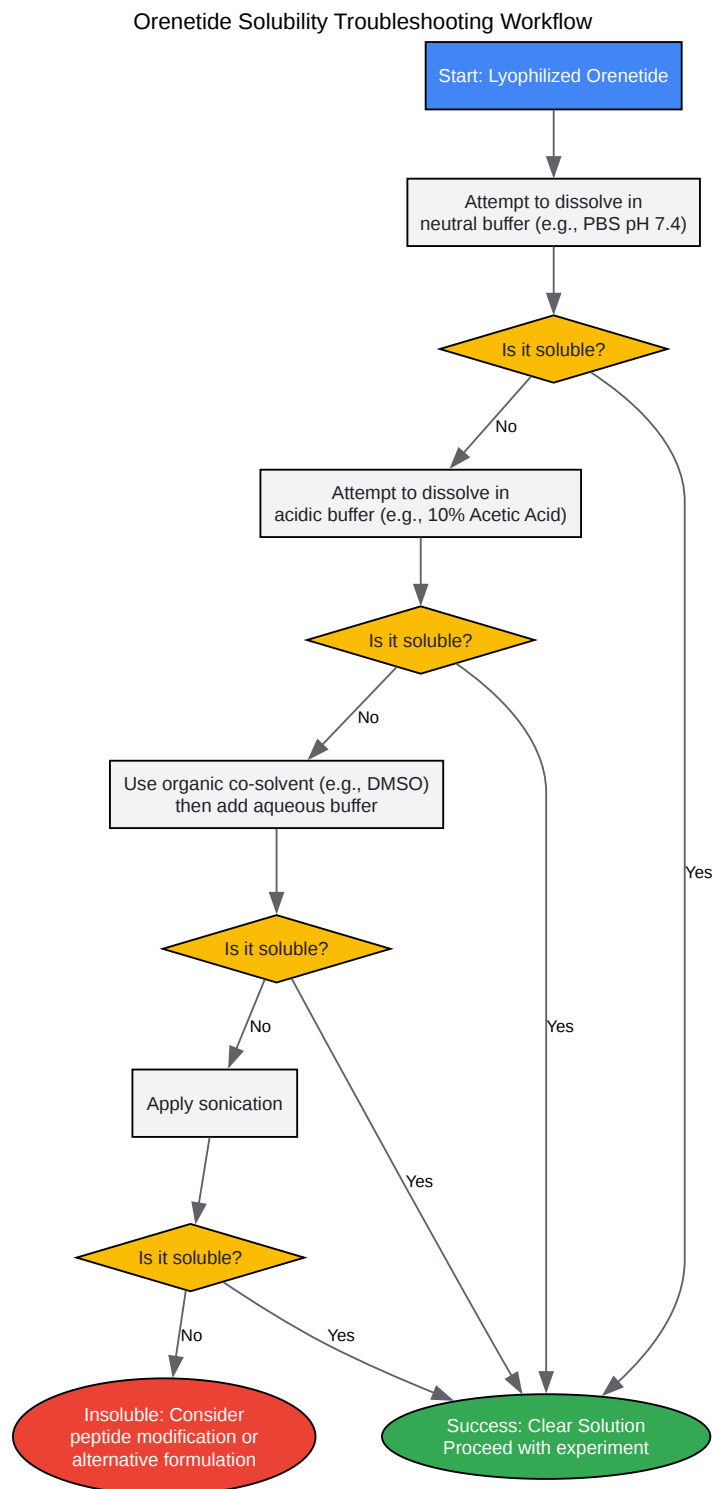 Orenetide Solubility Troubleshooting Workflow
Start: Lyophilized Orenetide
Attempt to dissolve in
neutral buffer (e.g., PBS pH 7.4)
Is it soluble?
No
Attempt to dissolve in
acidic buffer (e.g., 10% Acetic Acid)
Is it soluble?
No
Use organic co-solvent (e.g., DMSO)
then add aqueous buffer
Yes
Is it soluble?
No
Yes
Apply sonication
Yes
Is it soluble?
No
Yes
Insoluble: Consider
peptide modification or
alternative formulation
Success: Clear Solution
Proceed with experiment